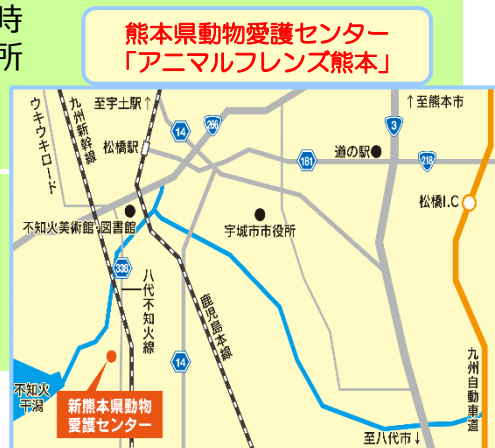 時
所
熊本県動物愛護センター
「アニマルフレンズ熊本」
ウキウキロード
九州新幹線
至宇土駅↑
松橋駅
14
266
3
↑至熊本市
道の駅
181
218
松橋I.C
不知火美術館・図書館
宇城市市役所
338
八代不知火線
鹿児島本線
14
不知火
干潟
新熊本県動物
愛護センター
九州自動車道
至八代市↓